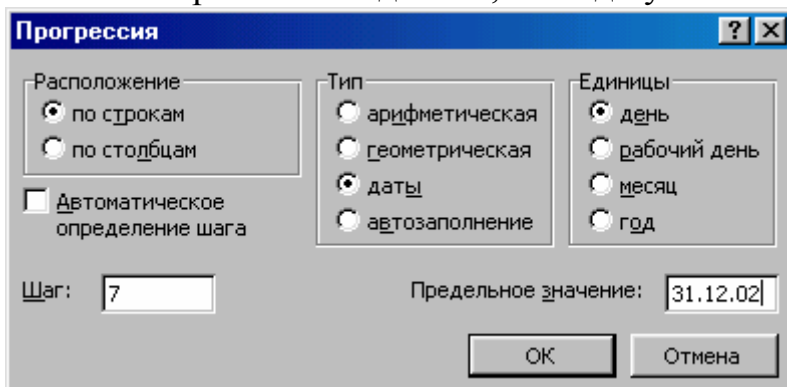 Прогрессия
Расположение Тип Единицы
по строкам арифметическая день
по столбцам геометрическая рабочий день
Автоматическое определение шага даты месяц
автозаполнение год
Шаг: 7 Предельное значение: 31.12.02
ОК Отмена